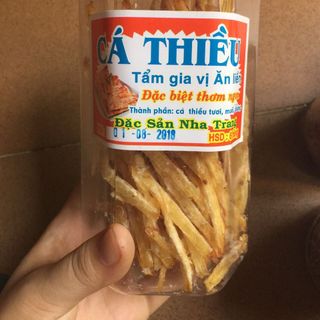 CÁ THIỀU
Tẩm gia vị Ăn liền
Đặc biệt thơm ngon
Thành phần: cá thiều tươi, muối,
Đặc Sản Nha Trang
01-08-2018
HSD: